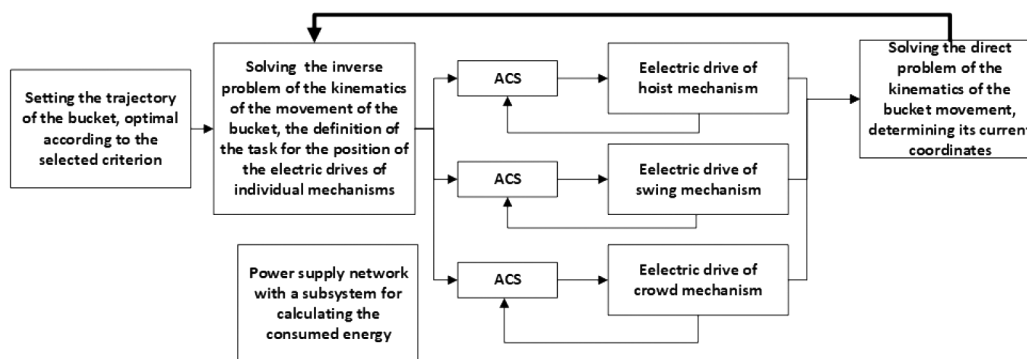 Setting the trajectory
of the bucket, optimal
according to the
selected criterion
Solving the inverse
problem of the kinematics
of the movement of the
bucket, the definition of
the task for the position of
the electric drives of
individual mechanisms
Power supply network
with a subsystem for
calculating the
consumed energy
ACS
Eelectric drive of
hoist mechanism
ACS
Eelectric drive of
swing mechanism
ACS
Eelectric drive of
crowd mechanism
Solving the direct
problem of the
kinematics of the
bucket movement,
determining its current
coordinates